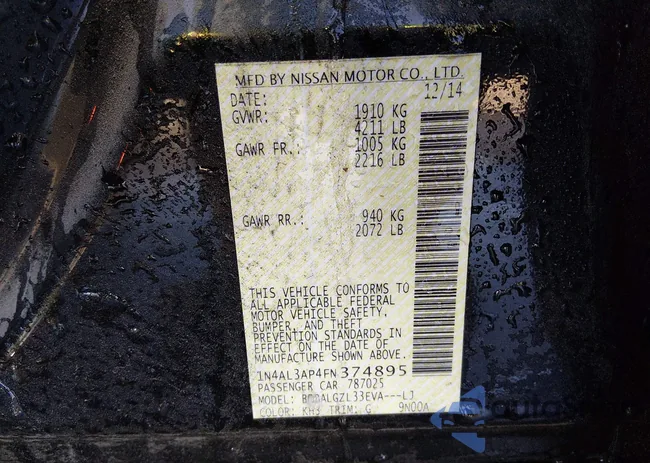 MFD BY NISSAN MOTOR CO., LTD.
DATE: 12/14
GVWR: 1910 KG
4211 LB
GAWR FR.: 1005 KG
2216 LB
GAWR RR.: 940 KG
2072 LB
THIS VEHICLE CONFORMS TO
ALL APPLICABLE FEDERAL
MOTOR VEHICLE SAFETY,
BUMPER, AND THEFT
PREVENTION STANDARDS IN
EFFECT ON THE DATE OF
MANUFACTURE SHOWN ABOVE.
1N4AL3AP4FN374895
PASSENGER CAR 787025
MODEL: ---LJ
COLOR: KH3 TRIM: G 9N00A